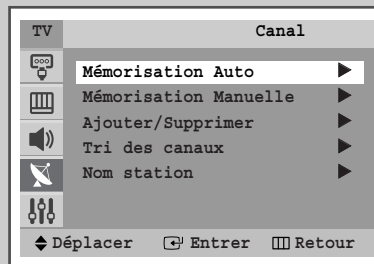 TV Canal
Mémorisation Auto
Mémorisation Manuelle
Ajouter/Supprimer
Tri des canaux
Nom station
Déplacer Entrer Retour